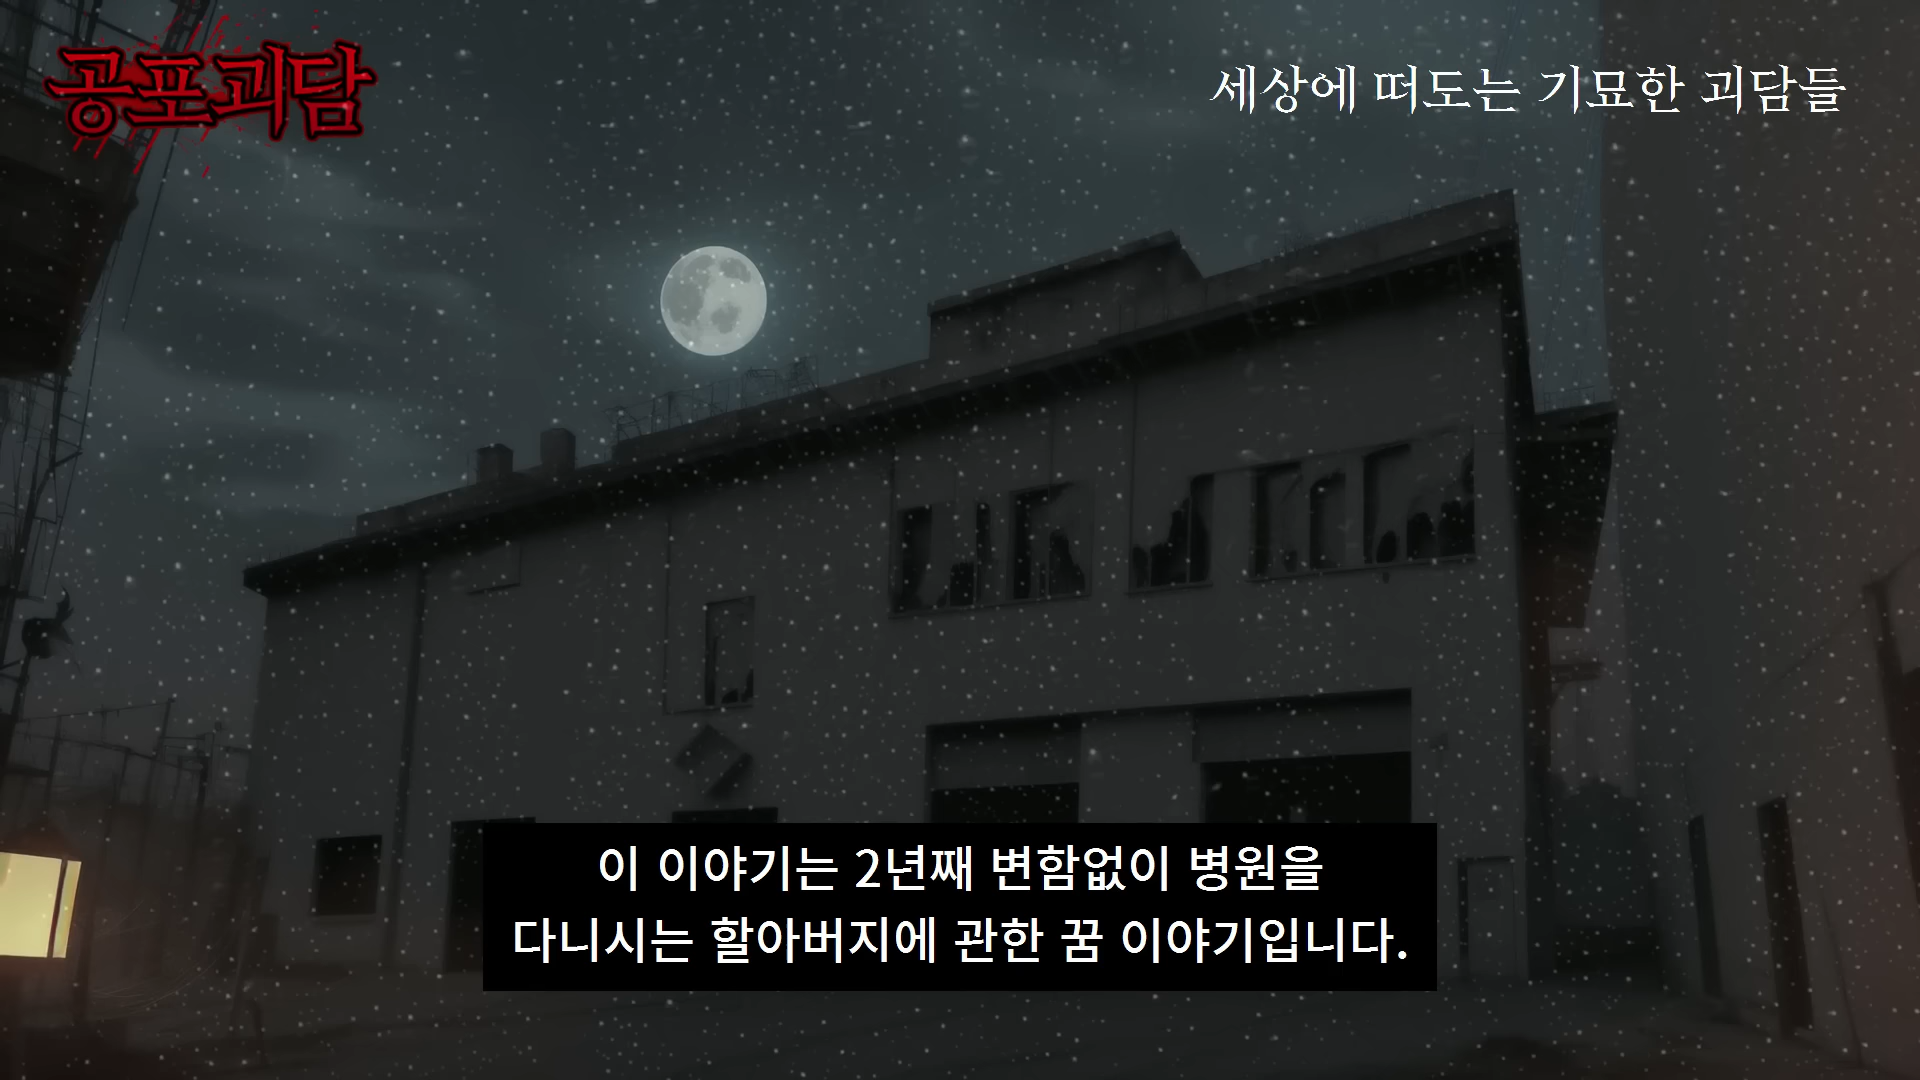 공포괴담
세상에 떠도는 기묘한 괴담들
이 이야기는 2년째 변함없이 병원을
다니시는 할아버지에 관한 꿈 이야기입니다.